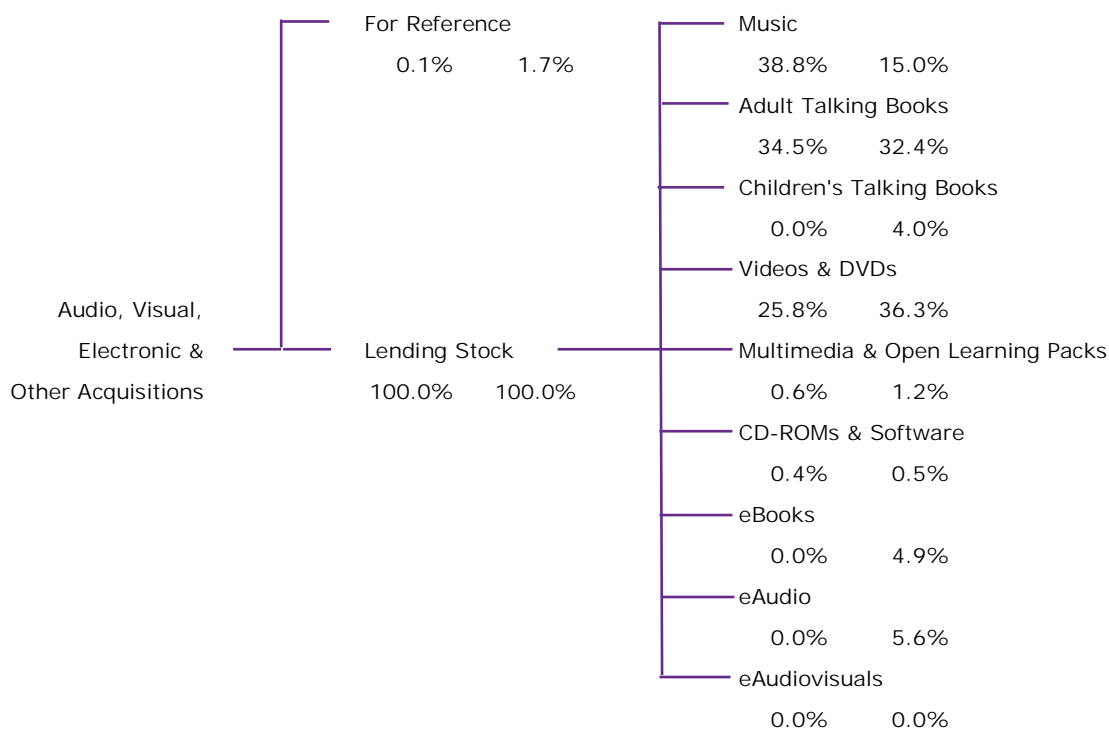 Audio, Visual,
Electronic &
Other Acquisitions
For Reference
0.1% 1.7%
Lending Stock
100.0% 100.0%
Music
38.8% 15.0%
Adult Talking Books
34.5% 32.4%
Children's Talking Books
0.0% 4.0%
Videos & DVDs
25.8% 36.3%
Multimedia & Open Learning Packs
0.6% 1.2%
CD-ROMs & Software
0.4% 0.5%
eBooks
0.0% 4.9%
eAudio
0.0% 5.6%
eAudiovisuals
0.0% 0.0%